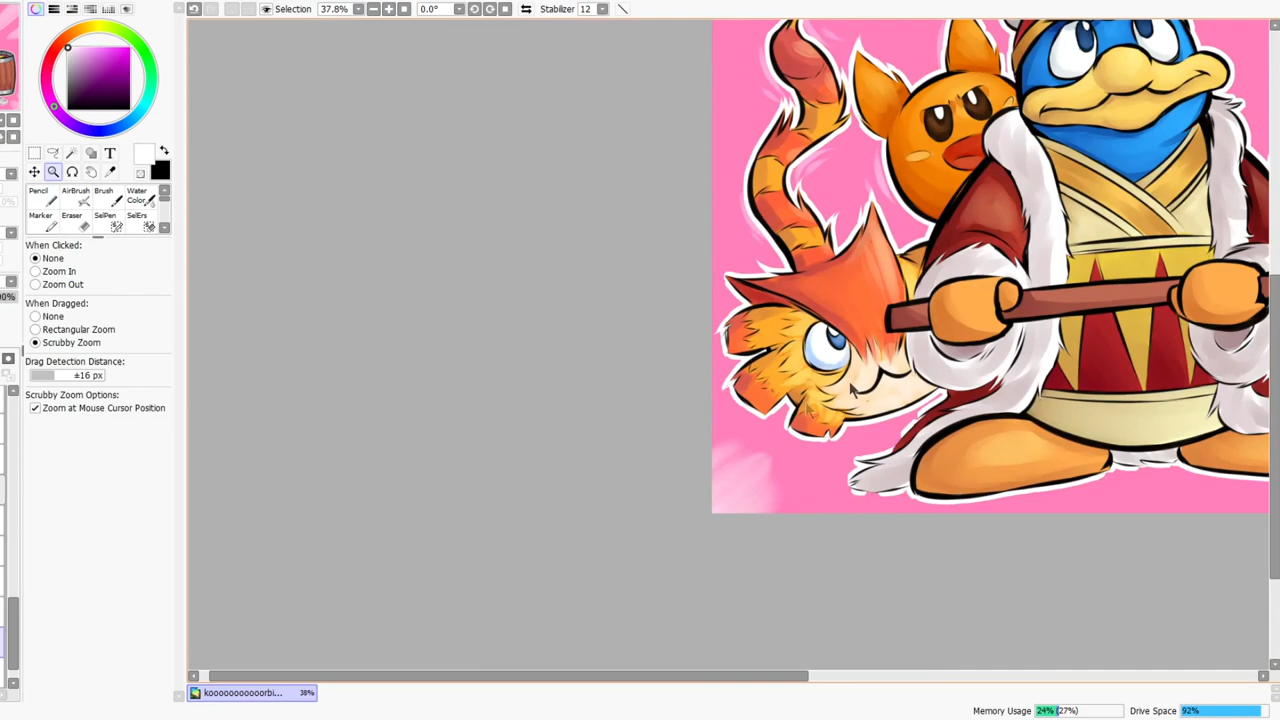 Selection 37.8% 0.0° Stabilizer 12
T
Pencil AirBrush Brush Water Color
Marker Eraser SelPen SelErs
When Clicked:
None
Zoom In
Zoom Out
When Dragged:
None
Rectangular Zoom
Scrubby Zoom
Drag Detection Distance:
±16 px
Scrubby Zoom Options:
Zoom at Mouse Cursor Position
koooooooooorbi... 38%
Memory Usage 24% (27%) Drive Space 92%